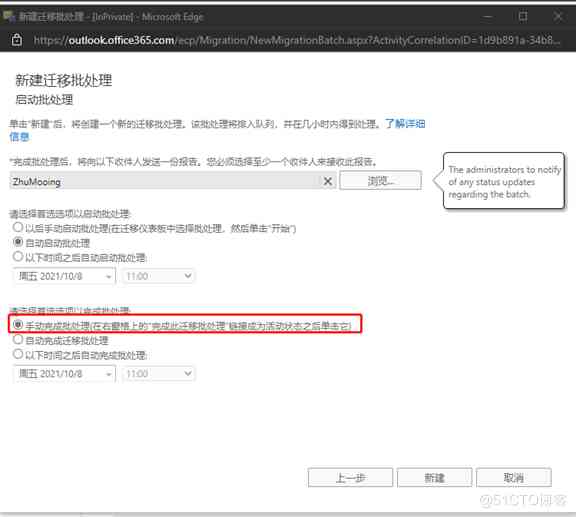 新建迁移批处理 - [InPrivate] - Microsoft Edge
https://outlook.office365.com/ecp/Migration/NewMigrationBatch.aspx?ActivityCorrelationID=1d9b891a-34b8...
新建迁移批处理
启动批处理
单击"新建"后，将创建一个新的迁移批处理。该批处理将排入队列，并在几小时内得到处理。了解详细
信息
*完成批处理后，将向以下收件人发送一份报告。您必须选择至少一个收件人来接收此报告。
ZhuMooing
浏览...
The administrators to notify
of any status updates
regarding the batch.
请选择首选选项以启动批处理:
以后手动启动批处理(在迁移仪表板中选择批处理，然后单击"开始")
自动启动批处理
以下时间之后自动启动批处理:
周五 2021/10/8 11:00
请选择首选选项以完成批处理:
手动完成批处理(在右窗格上的"完成此迁移批处理"链接成为活动状态之后单击它)
自动完成迁移批处理
以下时间之后自动完成批处理:
周五 2021/10/8 11:00
上一步 新建 取消
@51CTO博客